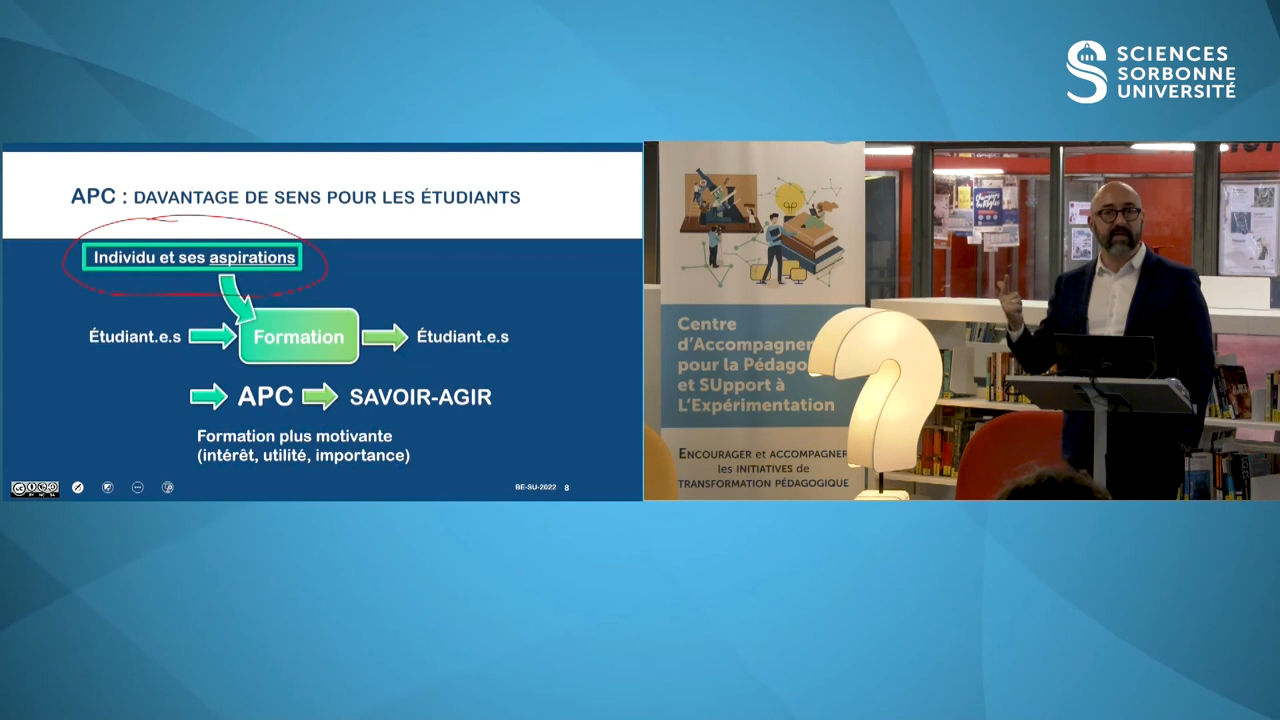 SCIENCES
SORBONNE
UNIVERSITÉ
APC : DAVANTAGE DE SENS POUR LES ÉTUDIANTS
Individu et ses aspirations
Étudiant.e.s
Formation
Étudiant.e.s
APC
SAVOIR-AGIR
Formation plus motivante
(intérêt, utilité, importance)
BE-SU-2022 8
Centre
d'Accompagnem
pour la Pédago
et SUpport à
L'Expérimentation
ENCOURAGER et ACCOMPAGNER
les INITIATIVES de
TRANSFORMATION PÉDAGOGIQUE
?